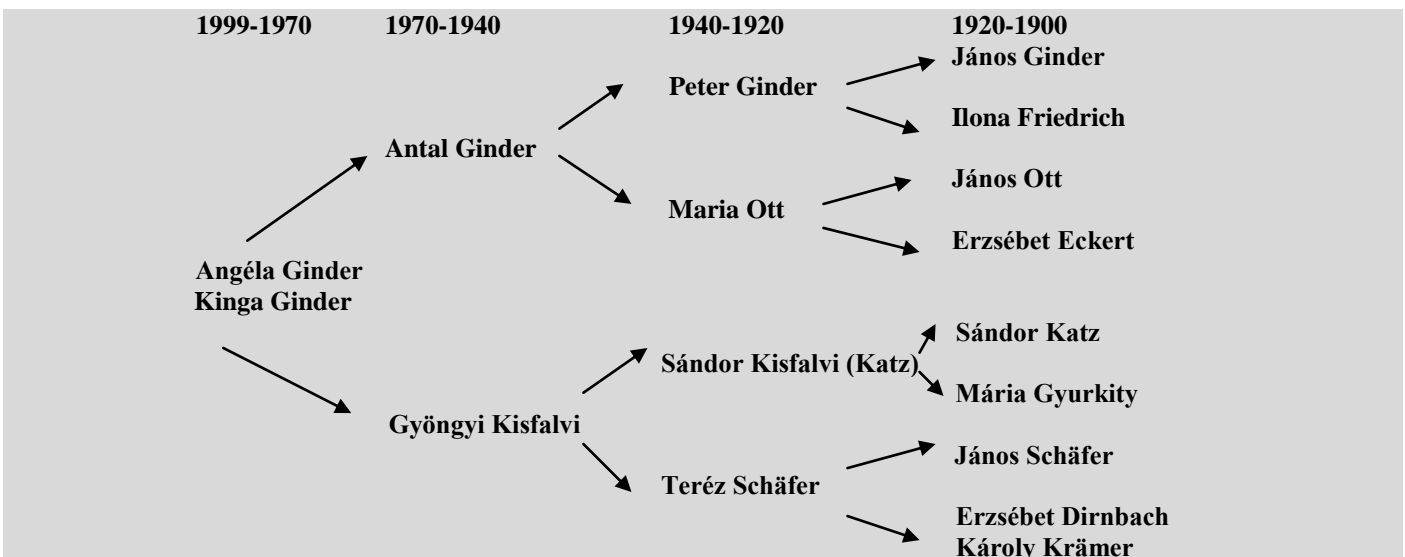 1999-1970 1970-1940 1940-1920 1920-1900
János Ginder
Peter Ginder
Ilona Friedrich
Antal Ginder
János Ott
Maria Ott
Erzsébet Eckert
Angéla Ginder
Kinga Ginder
Sándor Katz
Sándor Kisfalvi (Katz)
Mária Gyurkity
Gyöngyi Kisfalvi
János Schäfer
Teréz Schäfer
Erzsébet Dirnbach
Károly Krämer